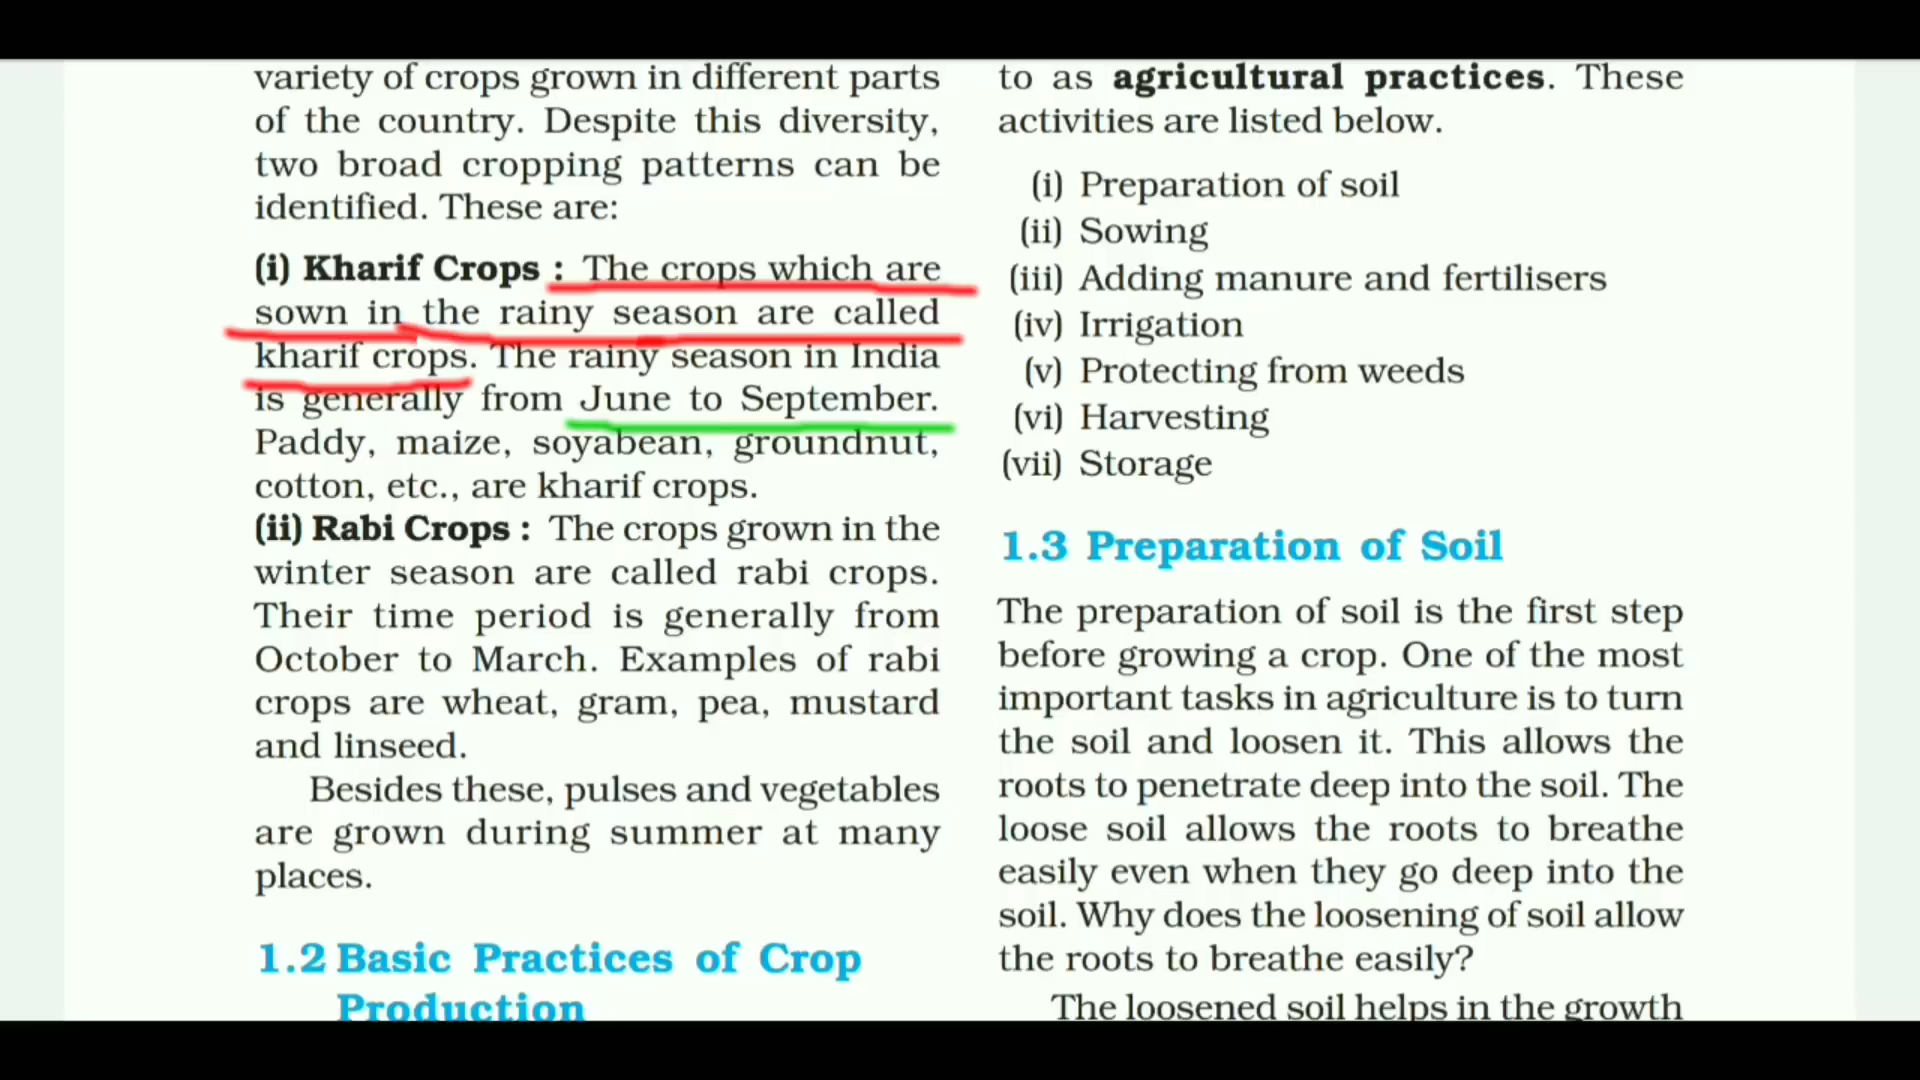 variety of crops grown in different parts
of the country. Despite this diversity,
two broad cropping patterns can be
identified. These are:
(i) Kharif Crops : The crops which are
sown in the rainy season are called
kharif crops. The rainy season in India
is generally from June to September.
Paddy, maize, soyabean, groundnut,
cotton, etc., are kharif crops.
(ii) Rabi Crops : The crops grown in the
winter season are called rabi crops.
Their time period is generally from
October to March. Examples of rabi
crops are wheat, gram, pea, mustard
and linseed.
Besides these, pulses and vegetables
are grown during summer at many
places.
1.2 Basic Practices of Crop
Production
to as agricultural practices. These
activities are listed below.
(i) Preparation of soil
(ii) Sowing
(iii) Adding manure and fertilisers
(iv) Irrigation
(v) Protecting from weeds
(vi) Harvesting
(vii) Storage
1.3 Preparation of Soil
The preparation of soil is the first step
before growing a crop. One of the most
important tasks in agriculture is to turn
the soil and loosen it. This allows the
roots to penetrate deep into the soil. The
loose soil allows the roots to breathe
easily even when they go deep into the
soil. Why does the loosening of soil allow
the roots to breathe easily?
The loosened soil helps in the growth